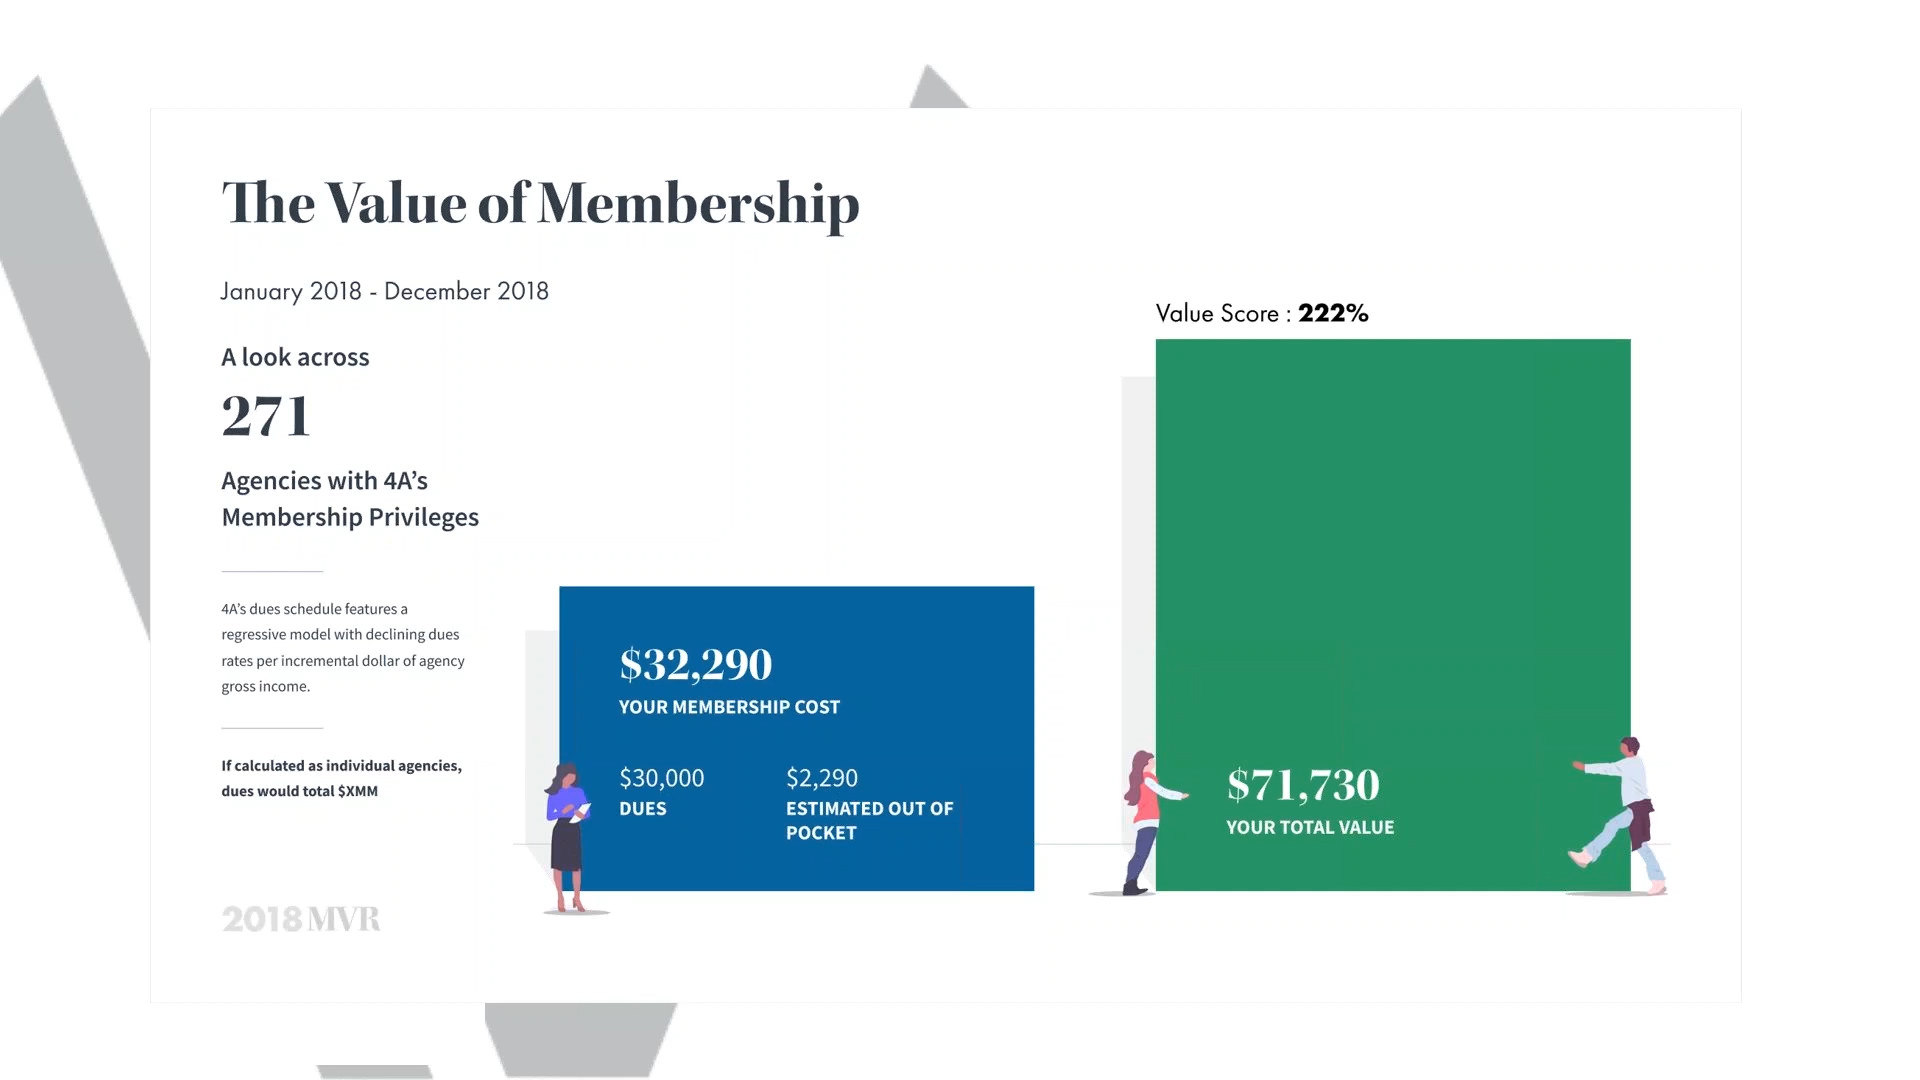 The Value of Membership
January 2018 - December 2018
A look across
271
Agencies with 4A’s
Membership Privileges
4A’s dues schedule features a
regressive model with declining dues
rates per incremental dollar of agency
gross income.
If calculated as individual agencies,
dues would total $XMM
2018 MVR
$32,290
YOUR MEMBERSHIP COST
$30,000
DUES
$2,290
ESTIMATED OUT OF
POCKET
Value Score : 222%
$71,730
YOUR TOTAL VALUE